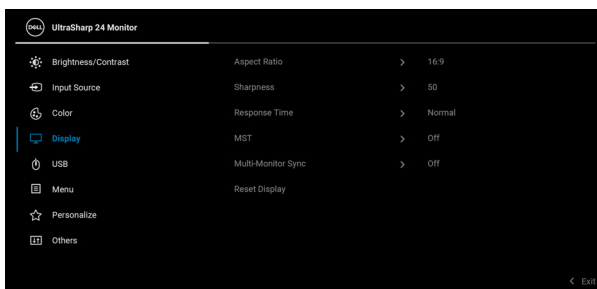 DELL UltraSharp 24 Monitor
Brightness/Contrast Aspect Ratio > 16:9
Input Source Sharpness > 50
Color Response Time > Normal
Display MST > Off
USB Multi-Monitor Sync > Off
Menu Reset Display
Personalize
Others
< Exit